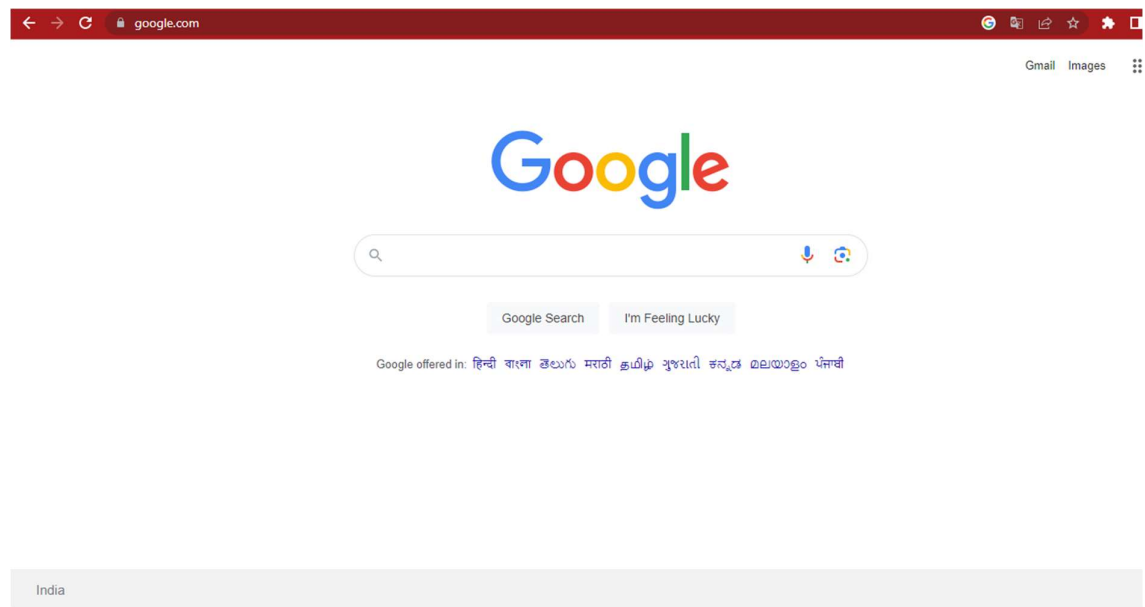 google.com
Gmail Images
Google
Google Search I'm Feeling Lucky
Google offered in: हिन्दी বাংলা తెలుగు मराठी தமிழ் ગુજરાતી ಕನ್ನಡ മലയാളം ਪੰਜਾਬੀ
India